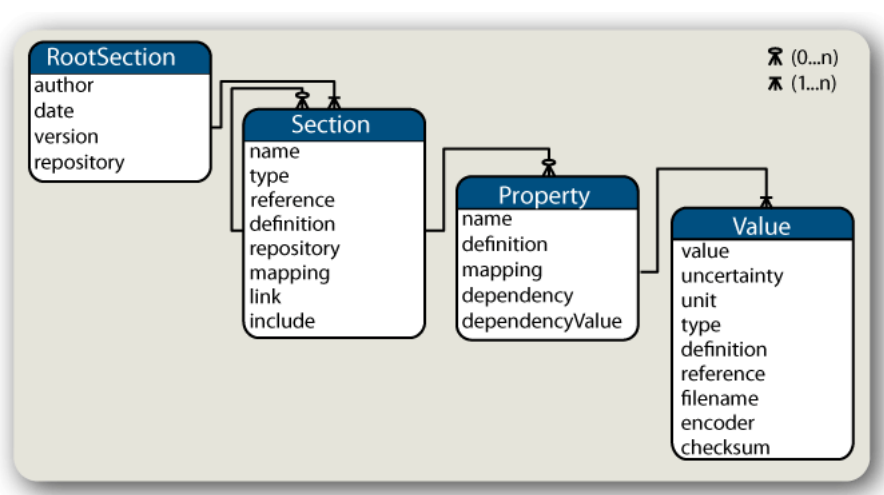 RootSection
author
date
version
repository
(0...n)
(1...n)
Section
name
type
reference
definition
repository
mapping
link
include
Property
name
definition
mapping
dependency
dependencyValue
Value
value
uncertainty
unit
type
definition
reference
filename
encoder
checksum